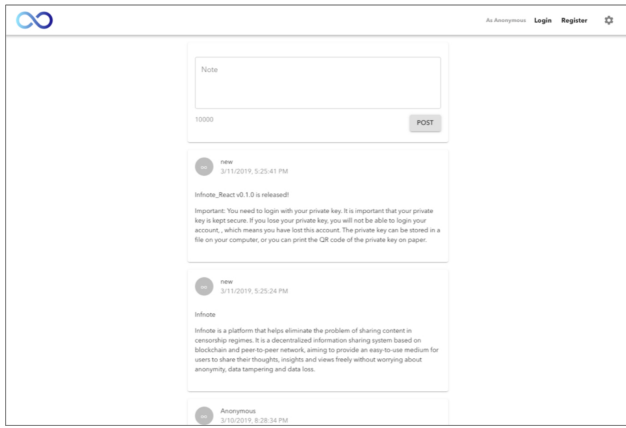 As Anonymous Login Register
Note
10000
POST
new
3/11/2019, 5:25:41 PM
Infnote_React v0.1.0 is released!
Important: You need to login with your private key. It is important that your private
key is kept secure. If you lose your private key, you will not be able to login your
account, , which means you have lost this account. The private key can be stored in a
file on your computer, or you can print the QR code of the private key on paper.
new
3/11/2019, 5:25:24 PM
Infnote
Infnote is a platform that helps eliminate the problem of sharing content in
censorship regimes. It is a decentralized information sharing system based on
blockchain and peer-to-peer network, aiming to provide an easy-to-use medium for
users to share their thoughts, insights and views freely without worrying about
anonymity, data tampering and data loss.
Anonymous
3/10/2019, 8:28:34 PM